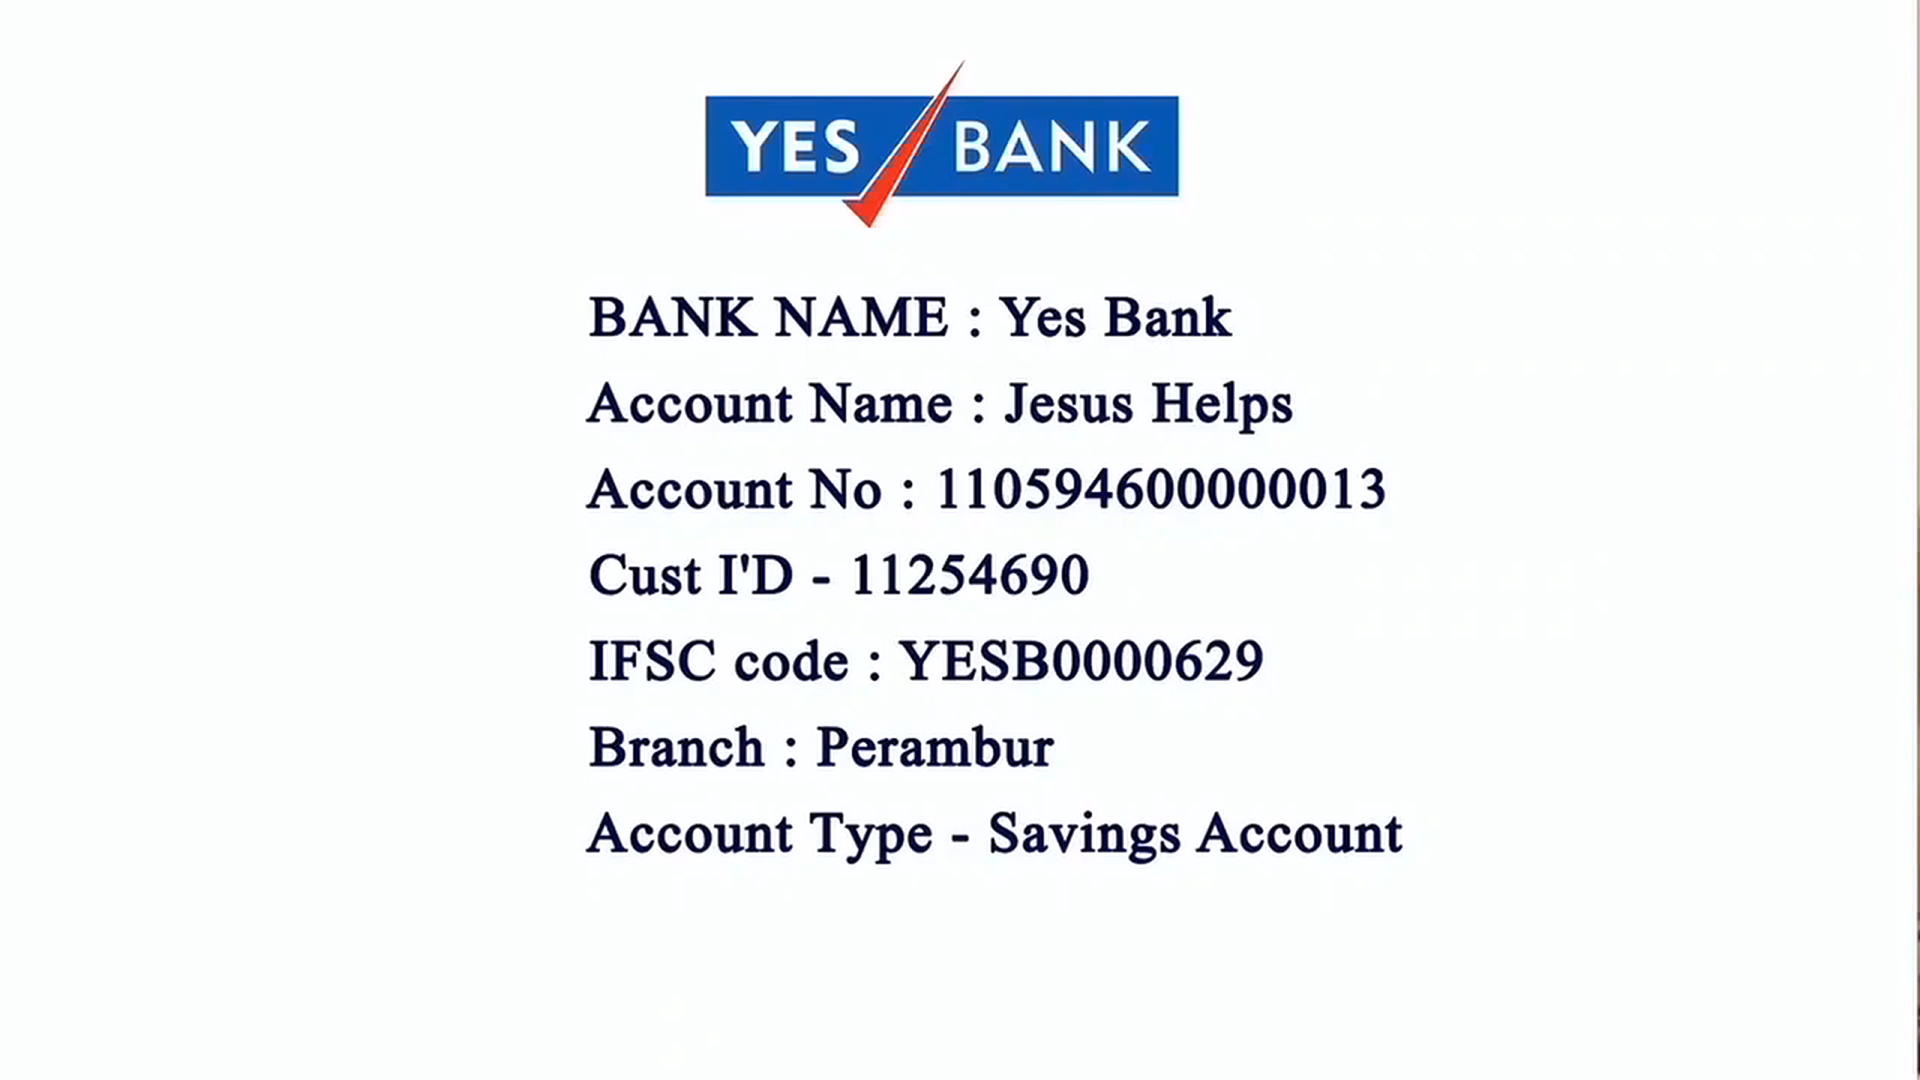 YES BANK
BANK NAME : Yes Bank
Account Name : Jesus Helps
Account No : 110594600000013
Cust I'D - 11254690
IFSC code : YESB0000629
Branch : Perambur
Account Type - Savings Account